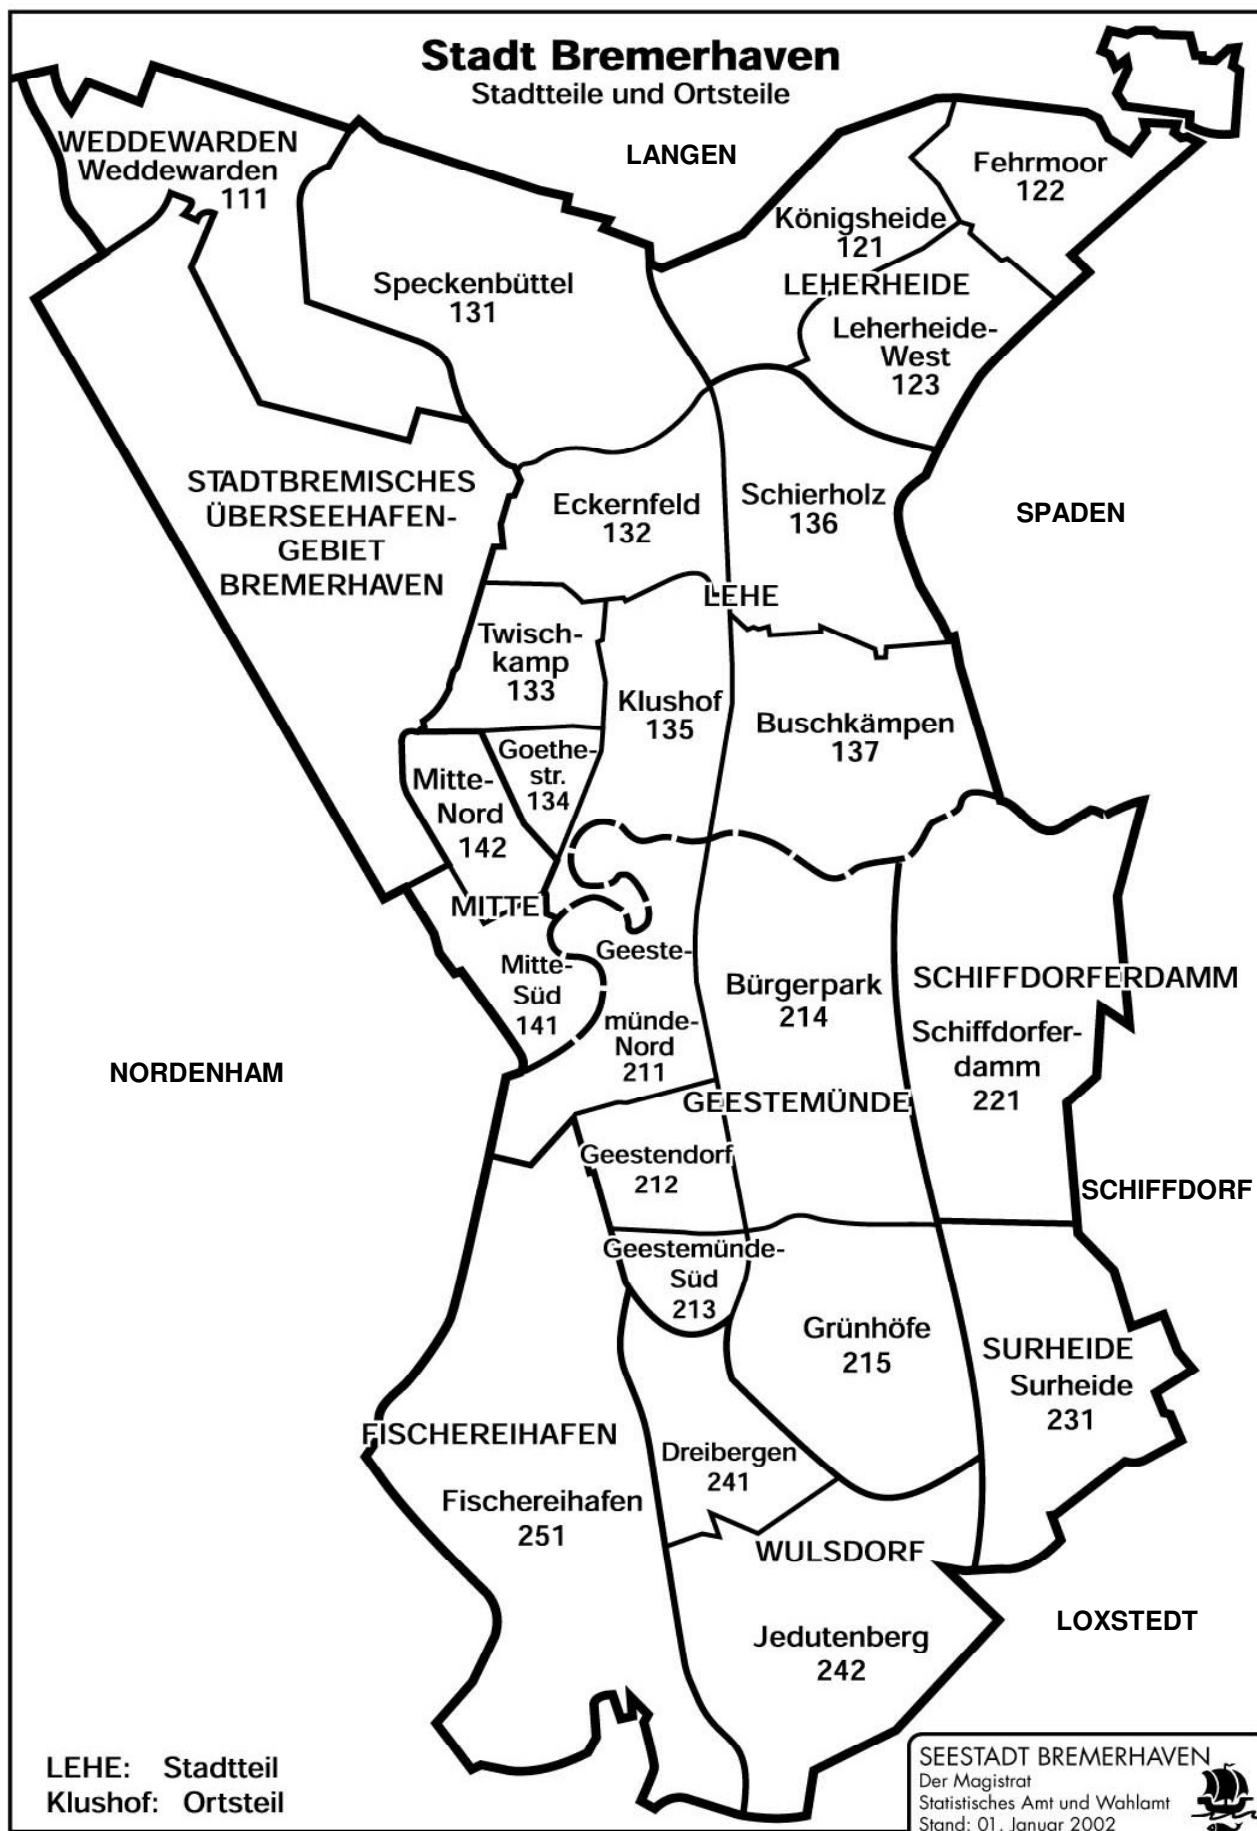 Stadt Bremerhaven
Stadtteile und Ortsteile
LANGEN
WEDDEWARDEN
Weddewarden
111
Fehrmoor
122
Königsheide
121
LEHERHEIDE
Leherheide-
West
123
Speckenbüttel
131
STADTBREMISCHES
ÜBERSEEHAFEN-
GEBIET
BREMERHAVEN
Eckernfeld
132
Schierholz
136
SPADEN
LEHE
Twisch-
kamp
133
Klushof
135
Buschkämpen
137
Goethe-
str.
134
Mitte-
Nord
142
MITTE
Mitte-
Süd
141
Geeste-
münde-
Nord
211
Bürgerpark
214
SCHIFFDORFERDAMM
Schiffdorfer-
damm
221
NORDENHAM
GEESTEMÜNDE
Geestendorf
212
SCHIFFDORF
Geestemünde-
Süd
213
Grünhöfe
215
SURHEIDE
Surheide
231
FISCHEREIHAFEN
Fischereihafen
251
Dreibergen
241
WULSDORF
Jedutenberg
242
LOXSTEDT
LEHE: Stadtteil
Klushof: Ortsteil
SEESTADT BREMERHAVEN
Der Magistrat
Statistisches Amt und Wahlamt
Stand: 01. Januar 2002